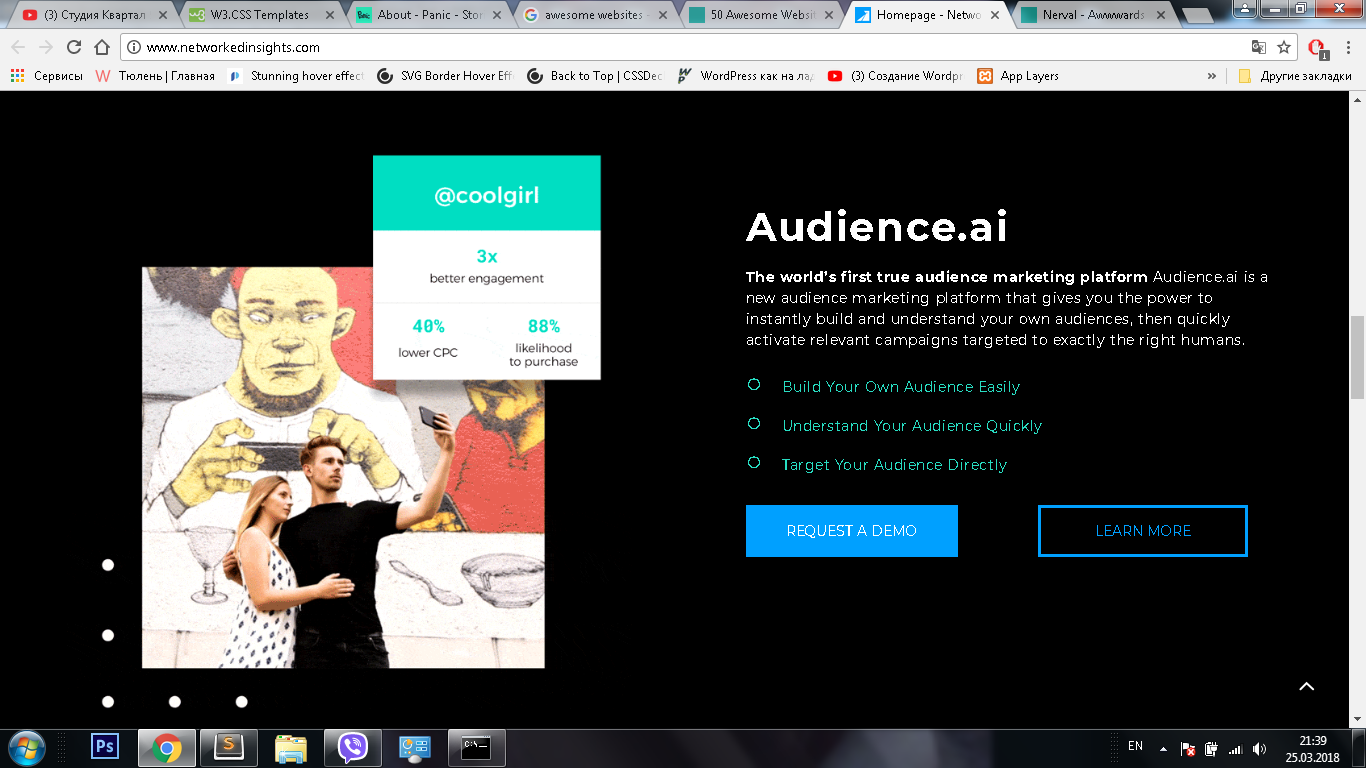 (3) Студия Квартал
W3.CSS Templates
About - Panic - Stor
awesome websites -
50 Awesome Websi
Homepage - Netwo
Nerval - Awwwards
www.networkedinsights.com
1
Сервисы
Тюлень | Главная
Stunning hover effect
SVG Border Hover Eff
Back to Top | CSSDec
WordPress как на лад
(3) Создание Wordpr
App Layers
»
Другие закладки
@coolgirl
3x
better engagement
40%
lower CPC
88%
likelihood
to purchase
Audience.ai
The world's first true audience marketing platform Audience.ai is a
new audience marketing platform that gives you the power to
instantly build and understand your own audiences, then quickly
activate relevant campaigns targeted to exactly the right humans.
Build Your Own Audience Easily
Understand Your Audience Quickly
Target Your Audience Directly
REQUEST A DEMO
LEARN MORE
Ps
S
C:\
EN
21:39
25.03.2018